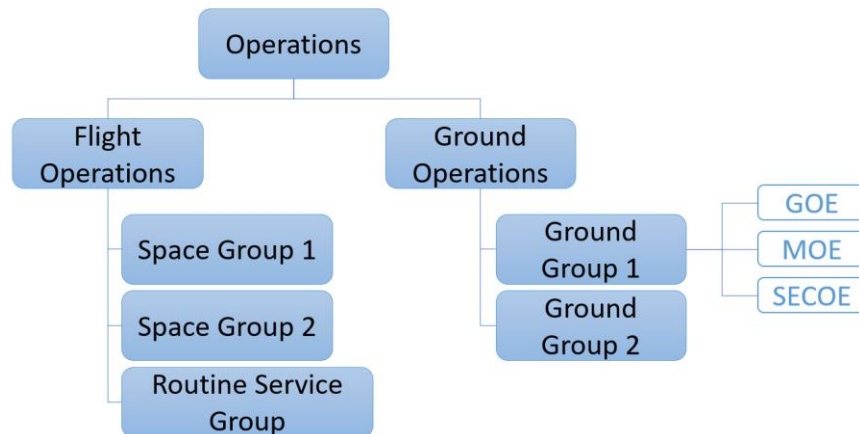 Operations
Flight
Operations
Ground
Operations
Space Group 1
Space Group 2
Routine Service
Group
Ground
Group 1
Ground
Group 2
GOE
MOE
SECOE